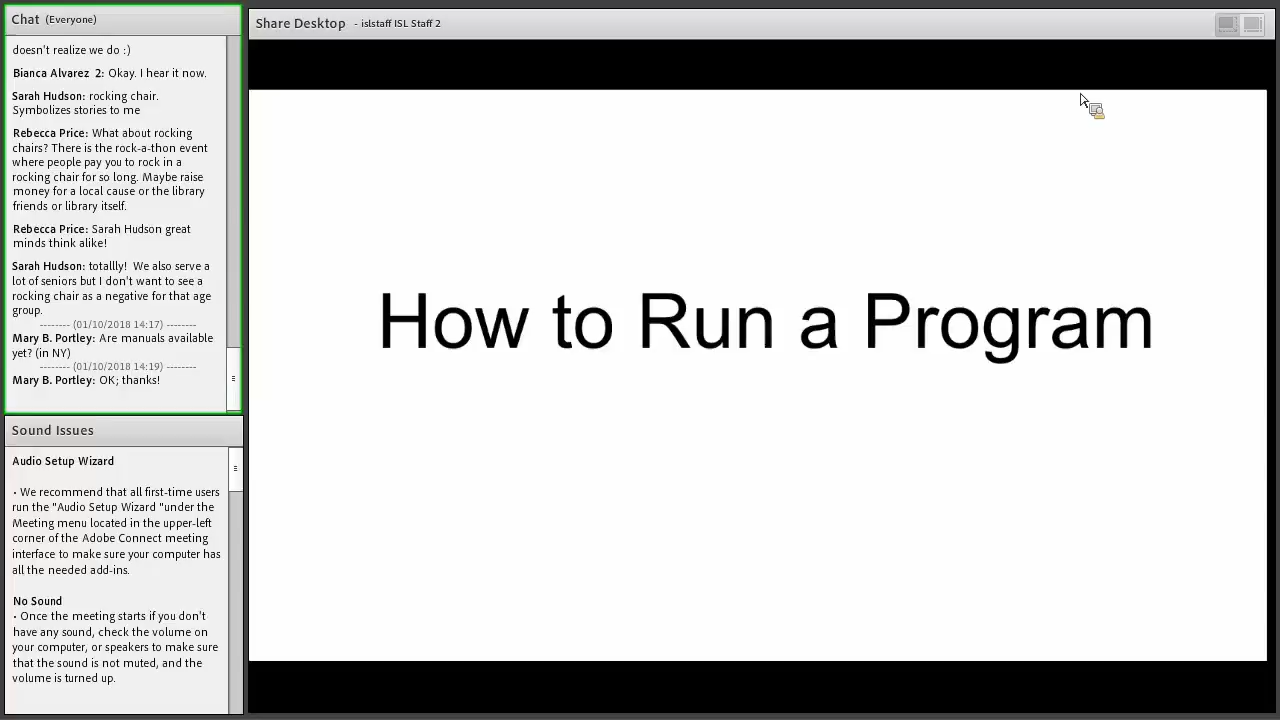 Chat (Everyone)
doesn't realize we do :)
Bianca Alvarez 2: Okay. I hear it now.
Sarah Hudson: rocking chair.
Symbolizes stories to me
Rebecca Price: What about rocking
chairs? There is the rock-a-thon event
where people pay you to rock in a
rocking chair for so long. Maybe raise
money for a local cause or the library
friends or library itself.
Rebecca Price: Sarah Hudson great
minds think alike!
Sarah Hudson: totallly!  We also serve a
lot of seniors but I don't want to see a
rocking chair as a negative for that age
group.
-------- (01/10/2018 14:17) --------
Mary B. Portley: Are manuals available
yet? (in NY)
-------- (01/10/2018 14:19) --------
Mary B. Portley: OK; thanks!
Sound Issues
Audio Setup Wizard
• We recommend that all first-time users
run the "Audio Setup Wizard "under the
Meeting menu located in the upper-left
corner of the Adobe Connect meeting
interface to make sure your computer has
all the needed add-ins.
No Sound
• Once the meeting starts if you don't
have any sound, check the volume on
your computer, or speakers to make sure
that the sound is not muted, and the
volume is turned up.
Share Desktop - islstaff ISL Staff 2
How to Run a Program